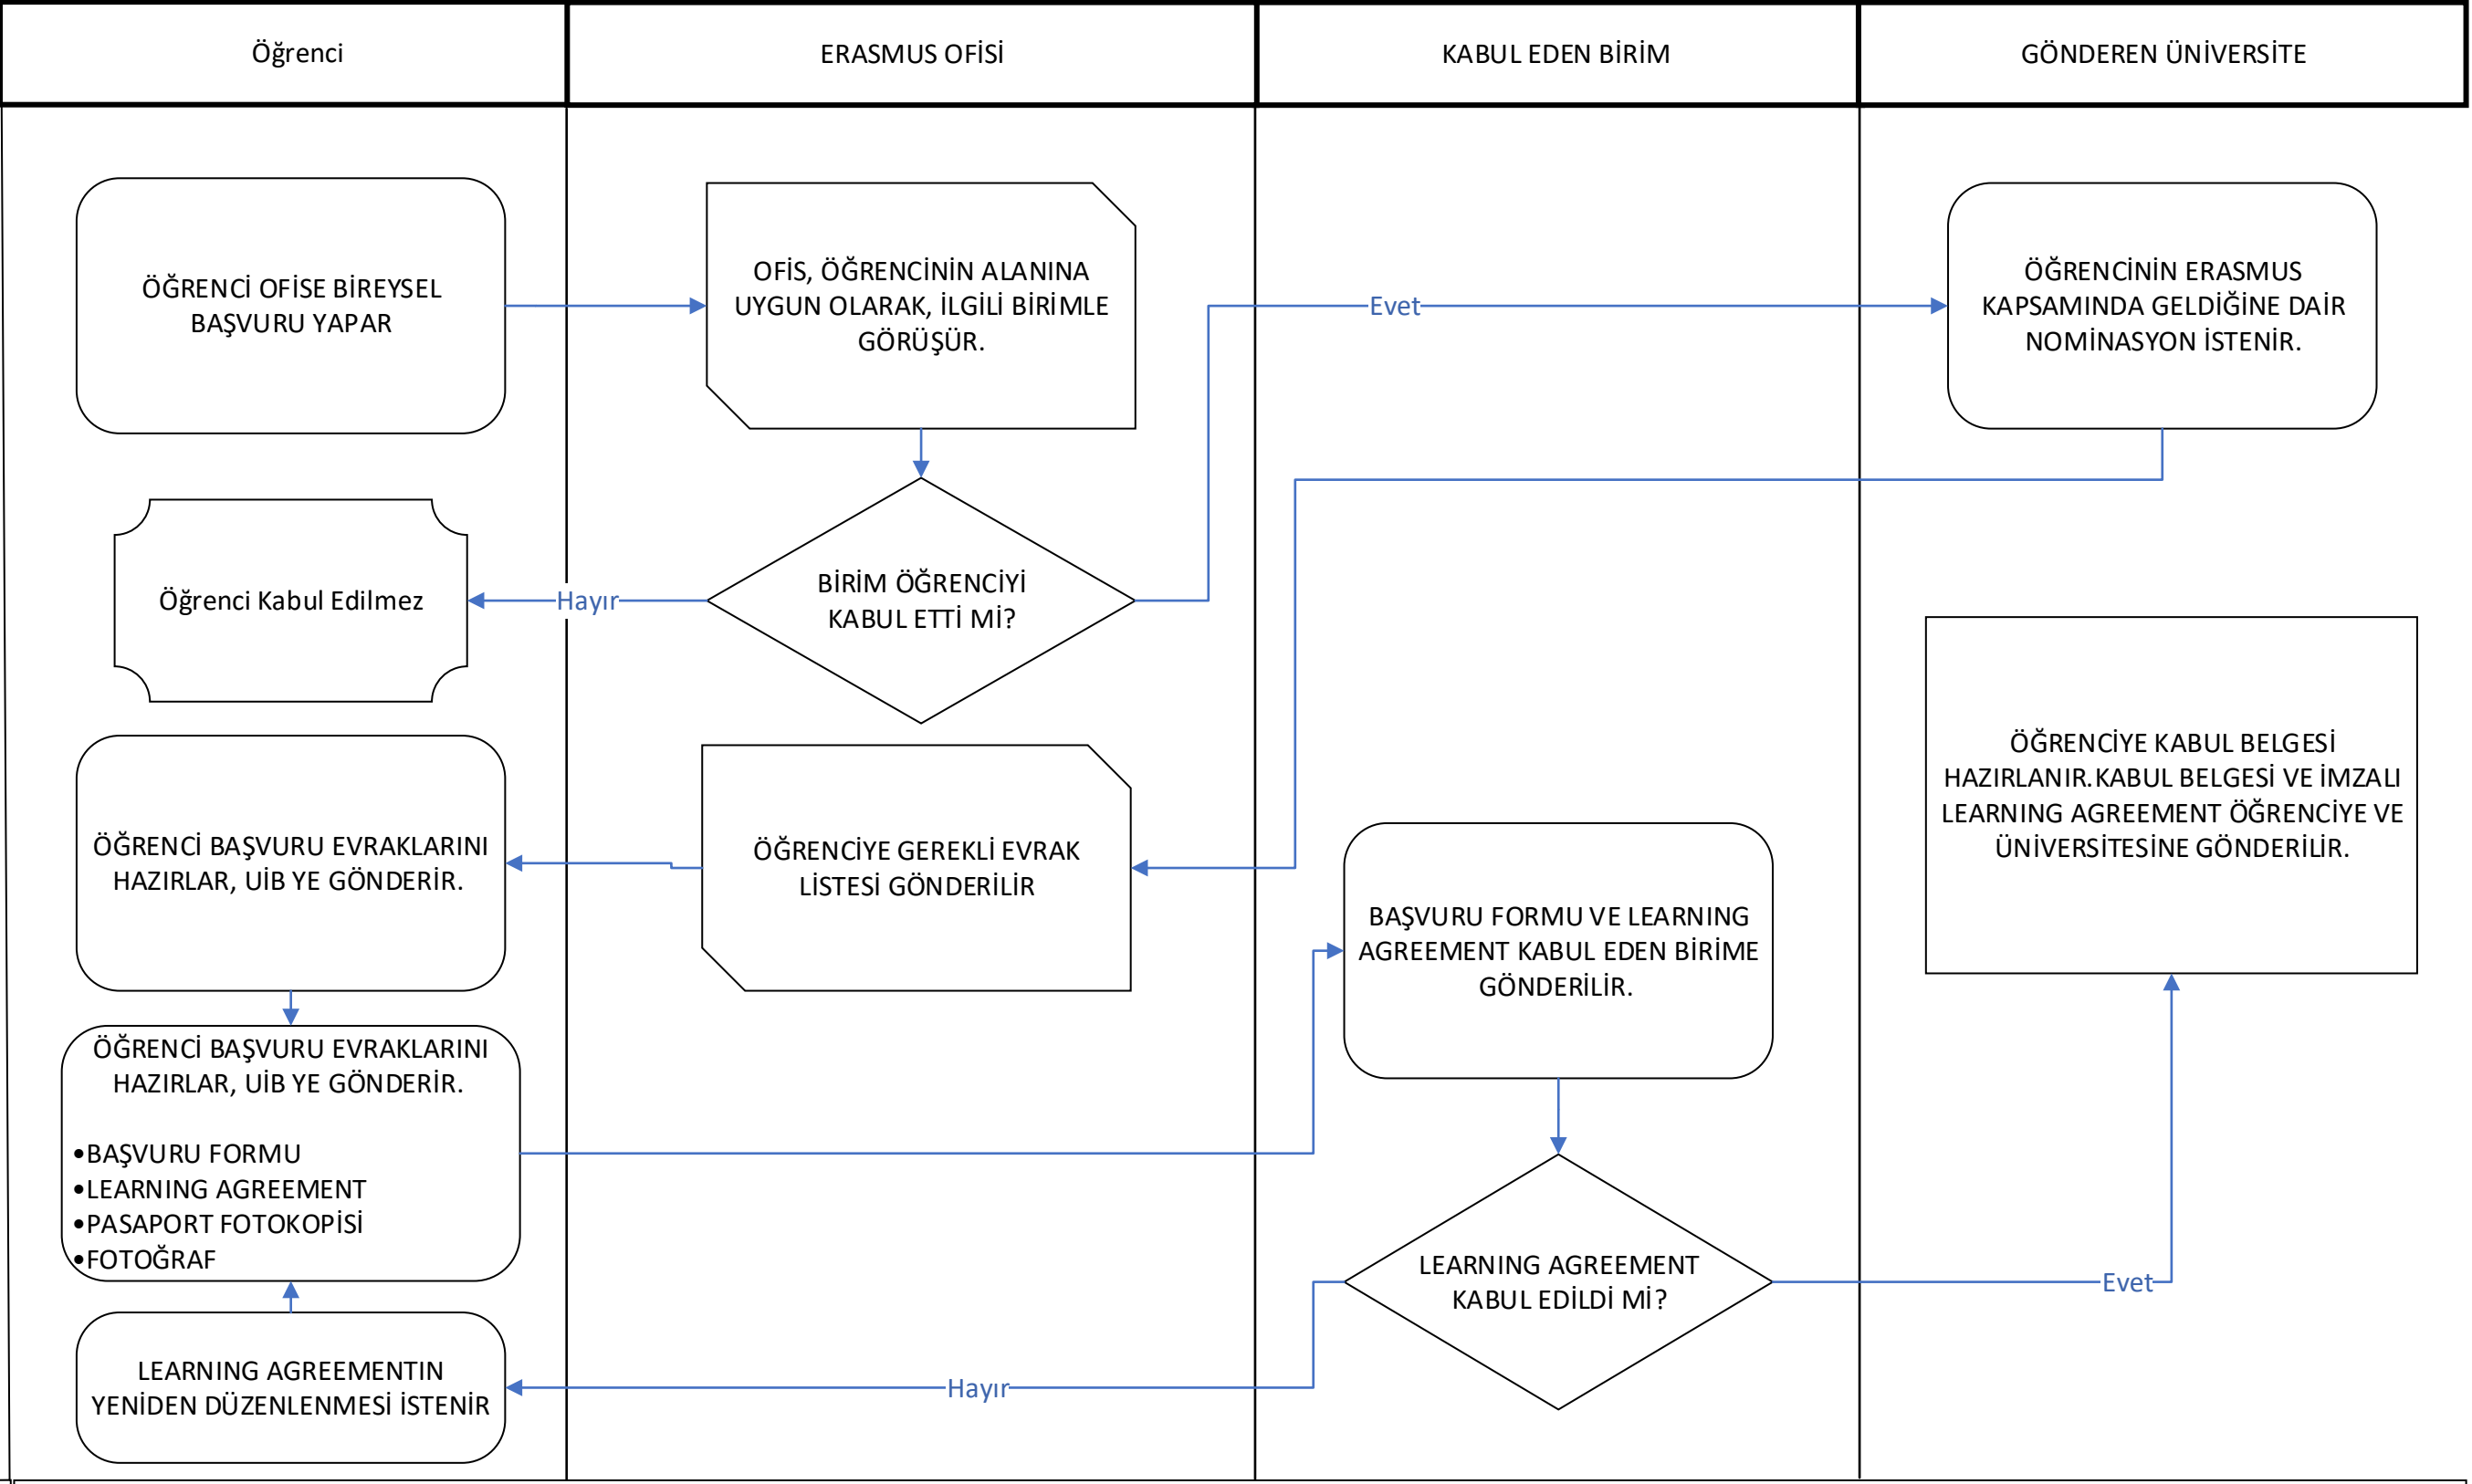 Öğrenci
ERASMUS OFİSİ
KABUL EDEN BİRİM
GÖNDEREN ÜNİVERSİTE
ÖĞRENCİ OFİSE BİREYSEL
BAŞVURU YAPAR
OFİS, ÖĞRENCİNİN ALANINA
UYGUN OLARAK, İLGİLİ BİRİMLE
GÖRÜŞÜR.
Evet
ÖĞRENCİNİN ERASMUS
KAPSAMINDA GELDİĞİNE DAİR
NOMİNASYON İSTENİR.
Öğrenci Kabul Edilmez
Hayır
BİRİM ÖĞRENCİYİ
KABUL ETTİ Mİ?
ÖĞRENCİ BAŞVURU EVRAKLARINI
HAZIRLAR, UİB YE GÖNDERİR.
ÖĞRENCİYE GEREKLİ EVRAK
LİSTESİ GÖNDERİLİR
BAŞVURU FORMU VE LEARNING
AGREEMENT KABUL EDEN BİRİME
GÖNDERİLİR.
ÖĞRENCİYE KABUL BELGESİ
HAZIRLANIR.KABUL BELGESİ VE İMZALI
LEARNING AGREEMENT ÖĞRENCİYE VE
ÜNİVERSİTESİNE GÖNDERİLİR.
ÖĞRENCİ BAŞVURU EVRAKLARINI
HAZIRLAR, UİB YE GÖNDERİR.
•BAŞVURU FORMU
•LEARNING AGREEMENT
•PASAPORT FOTOKOPİSİ
•FOTOĞRAF
LEARNING AGREEMENT
KABUL EDİLDİ Mİ?
Evet
LEARNING AGREEMENTIN
YENİDEN DÜZENLENMESİ İSTENİR
Hayır